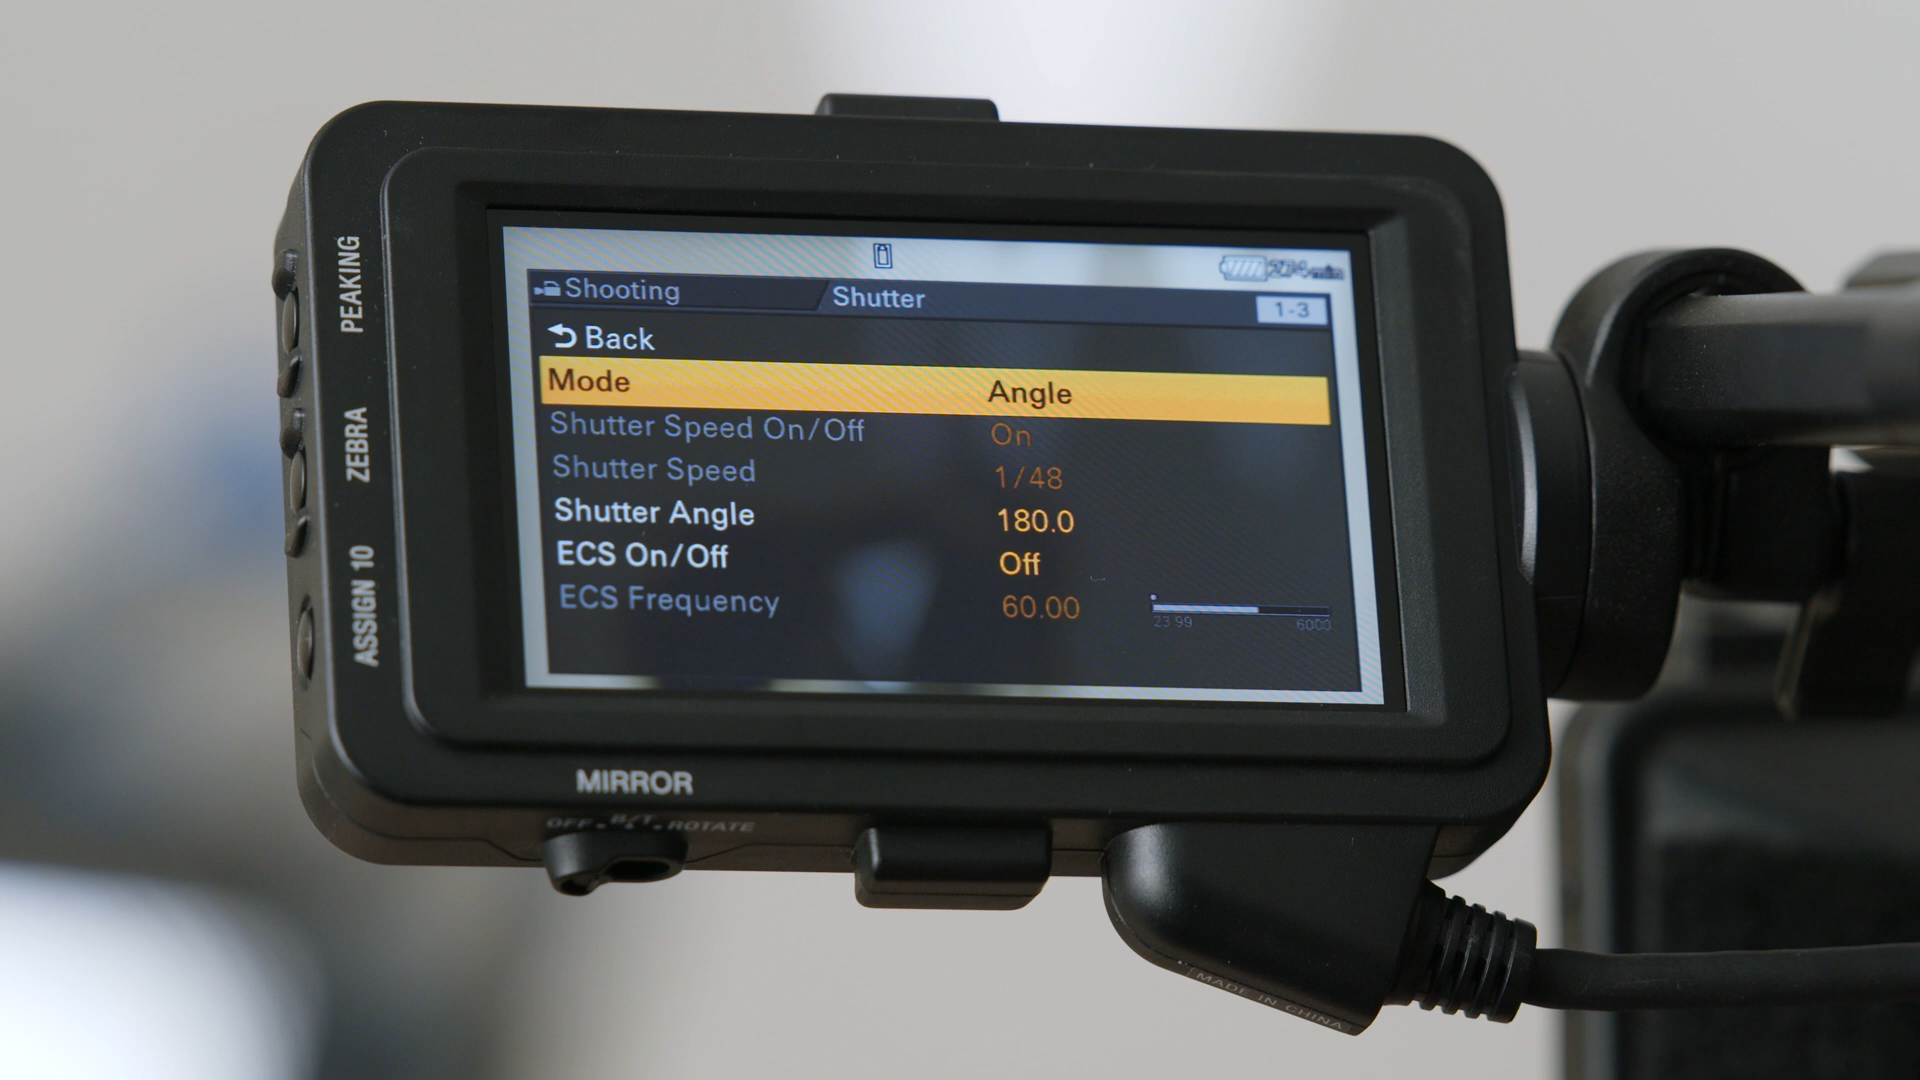 274min
Shooting Shutter 1-3
Back
Mode Angle
Shutter Speed On/Off On
Shutter Speed 1/48
Shutter Angle 180.0
ECS On/Off Off
ECS Frequency 60.00
23.99 6000
PEAKING
ZEBRA
ASSIGN 10
MIRROR
OFF B/T ROTATE
MADE IN CHINA